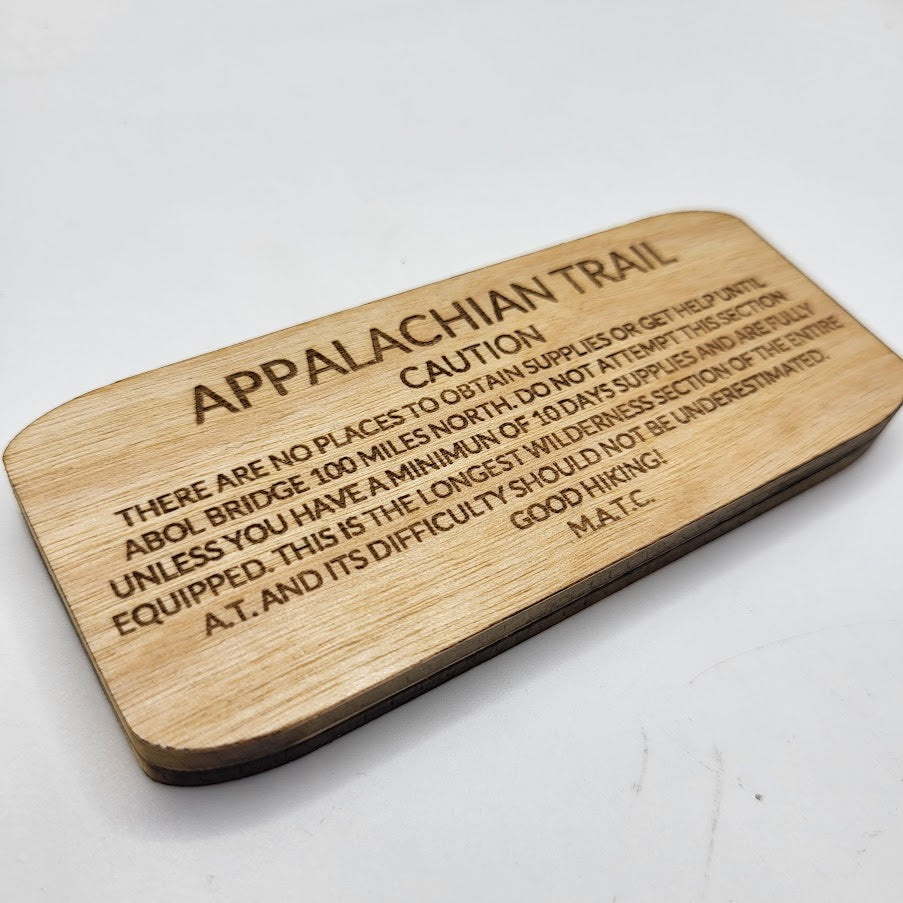 APPALACHIAN TRAIL
CAUTION
THERE ARE NO PLACES TO OBTAIN SUPPLIES OR GET HELP UNTIL
ABOL BRIDGE 100 MILES NORTH. DO NOT ATTEMPT THIS SECTION
UNLESS YOU HAVE A MINIMUN OF 10 DAYS SUPPLIES AND ARE FULLY
EQUIPPED. THIS IS THE LONGEST WILDERNESS SECTION OF THE ENTIRE
A.T. AND ITS DIFFICULTY SHOULD NOT BE UNDERESTIMATED.
GOOD HIKING!
M.A.T.C.